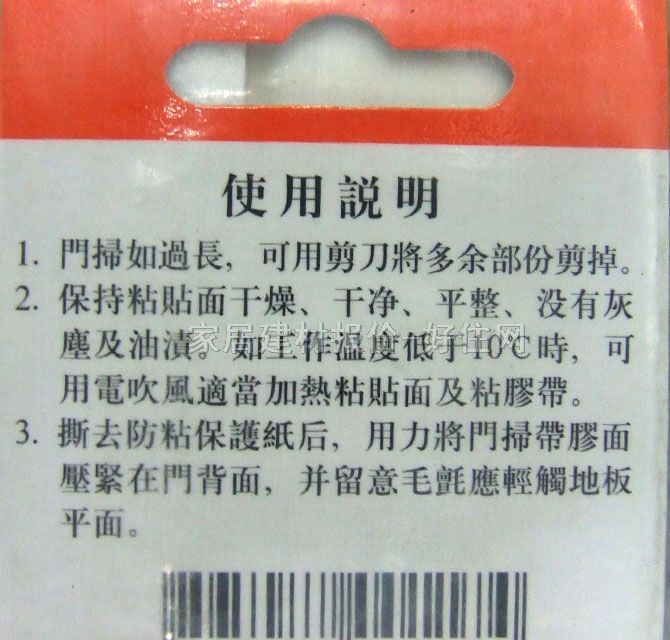 使用説明
1. 門掃如過長，可用剪刀將多余部份剪掉。
2. 保持粘貼面干燥、干净、平整、没有灰
塵及油漬。如工作溫度低于10℃時，可
用電吹風適當加熱粘貼面及粘膠帶。
3. 撕去防粘保護紙后，用力將門掃帶膠面
壓緊在門背面，并留意毛氈應輕觸地板
平面。
家居建材报价 好住网